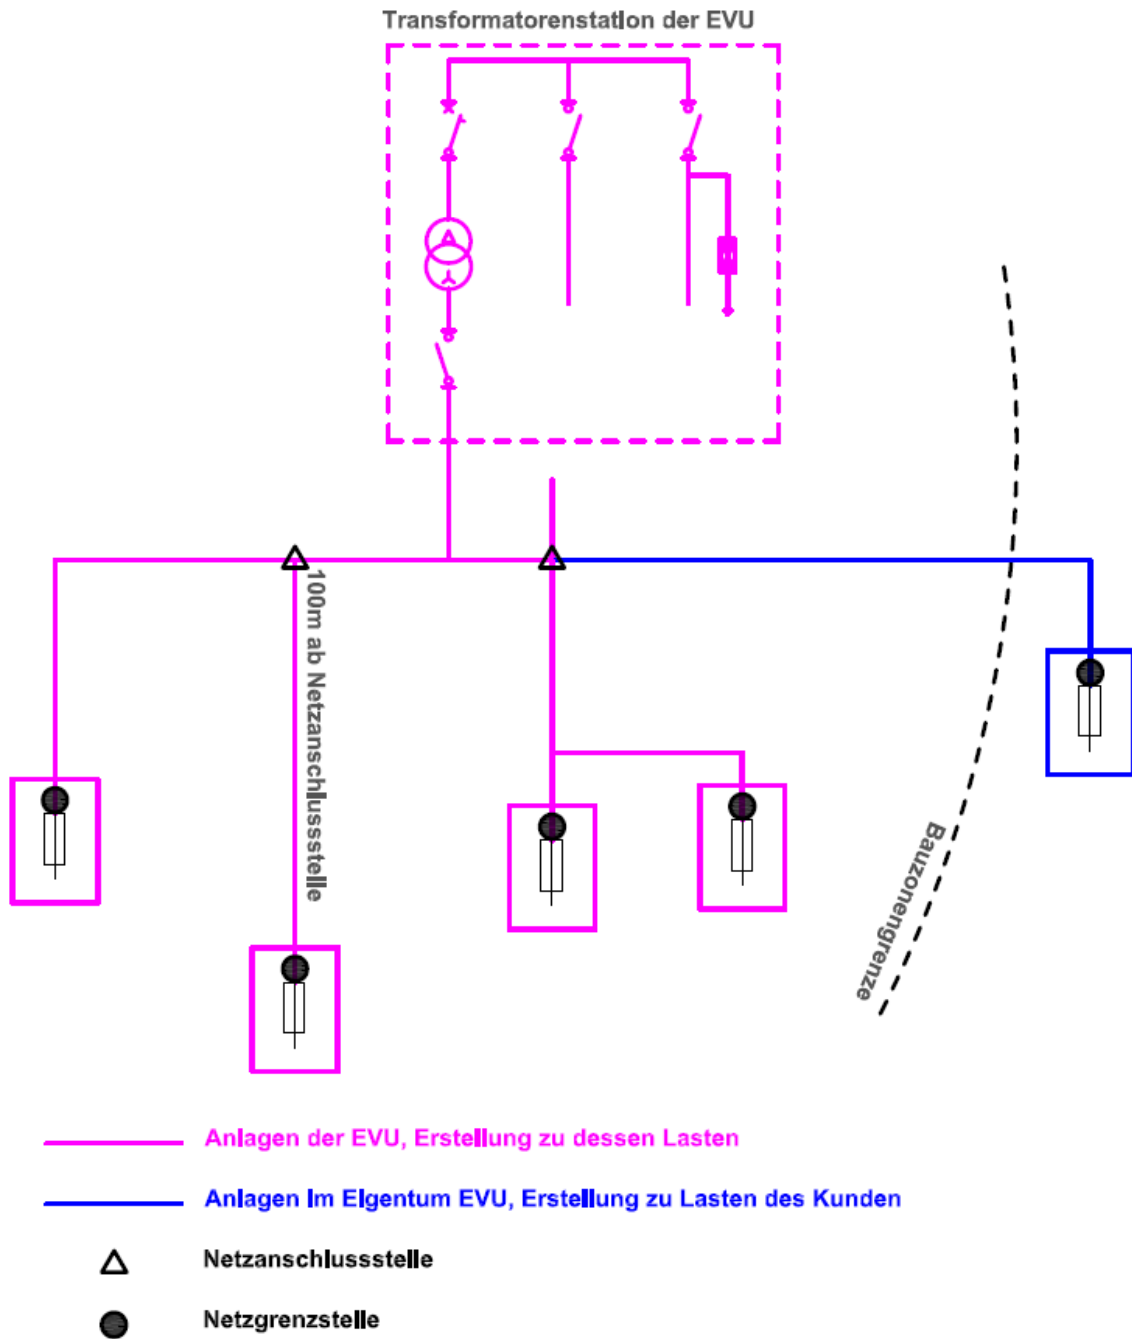 Transformatorenstation der EVU
100m ab Netzanschlussstelle
Bauzonengrenze
Anlagen der EVU, Erstellung zu dessen Lasten
Anlagen Im Eigentum EVU, Erstellung zu Lasten des Kunden
Netzanschlussstelle
Netzgrenzstelle